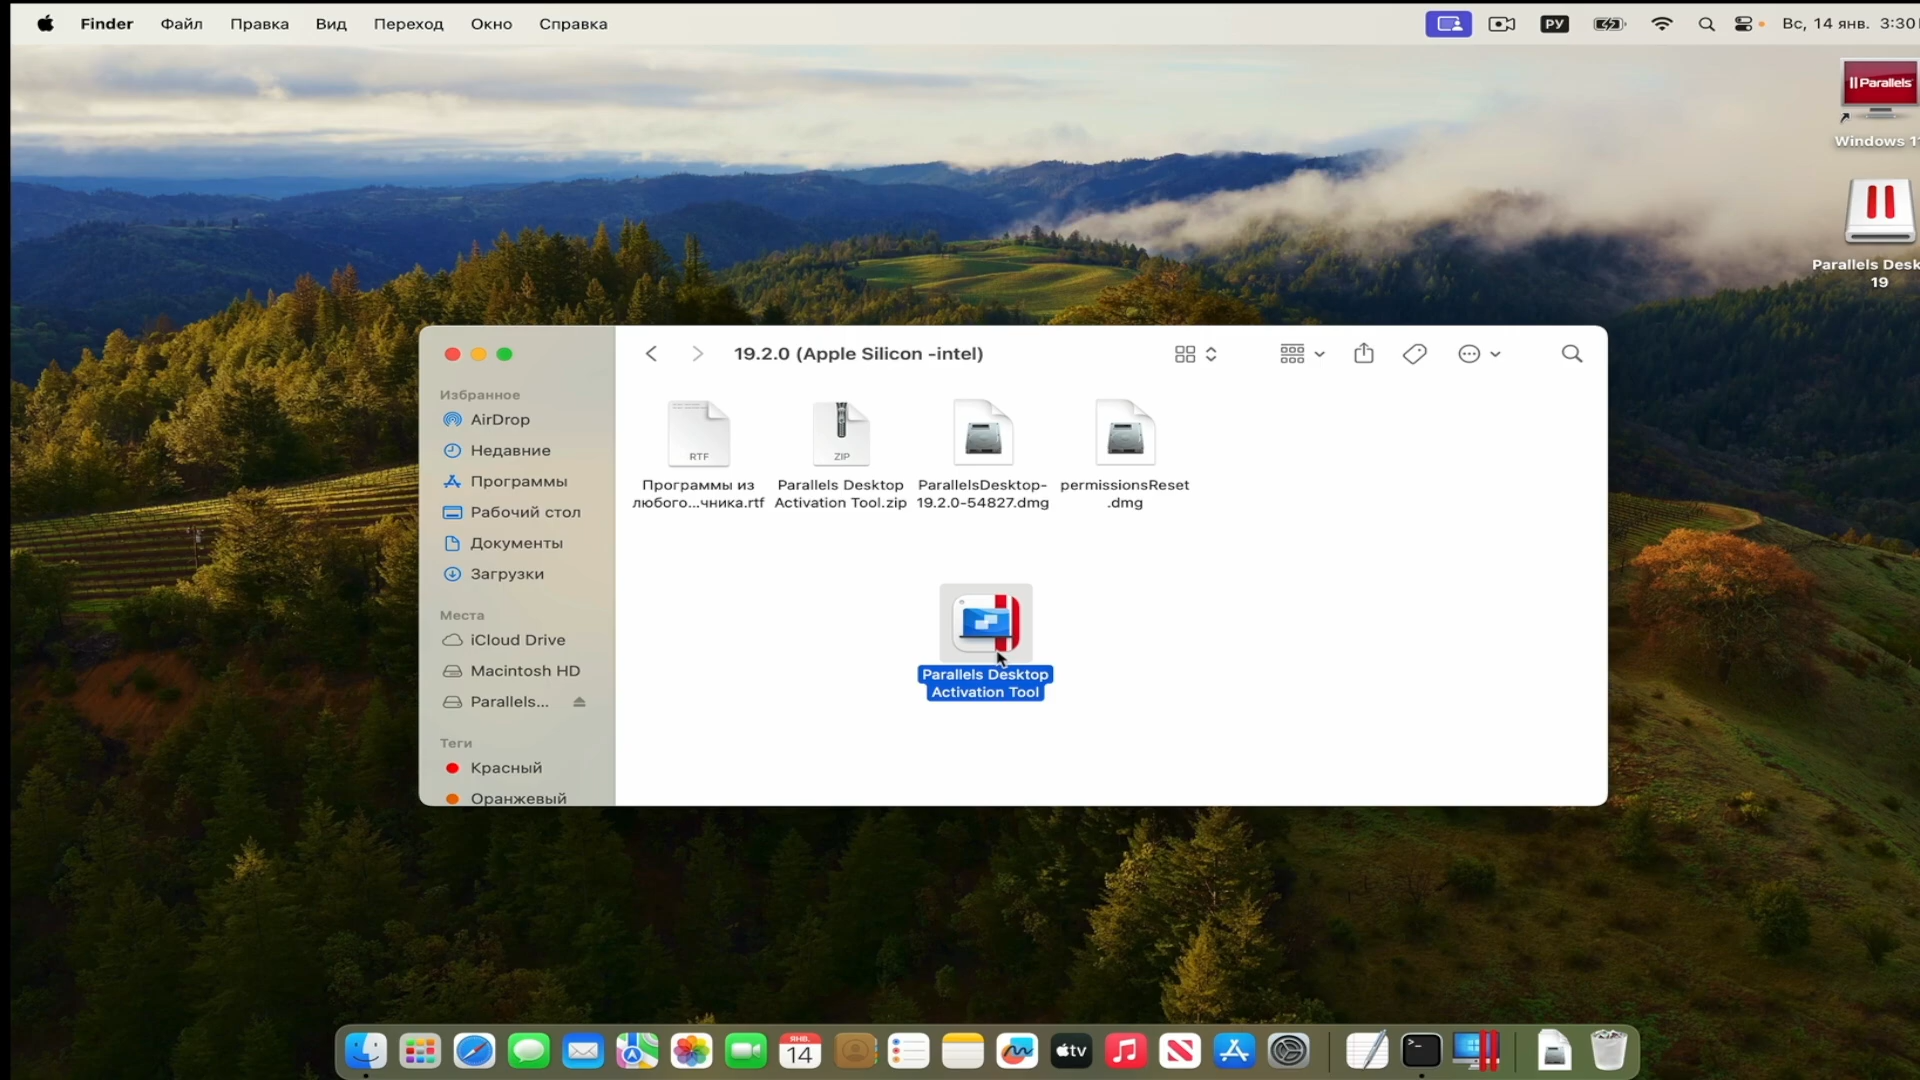 Finder Файл Правка Вид Переход Окно Справка РУ Вс, 14 янв. 3:30
Parallels
Windows 1
Parallels Desk
19
19.2.0 (Apple Silicon -intel)
Избранное
AirDrop
Недавние
Программы
Рабочий стол
Документы
Загрузки
Места
iCloud Drive
Macintosh HD
Parallels...
Теги
Красный
Оранжевый
RTF
Программы из
любого...чника.rtf
ZIP
Parallels Desktop
Activation Tool.zip
ParallelsDesktop-
19.2.0-54827.dmg
permissionsReset
.dmg
Parallels Desktop
Activation Tool
ЯНВ.
14
tv